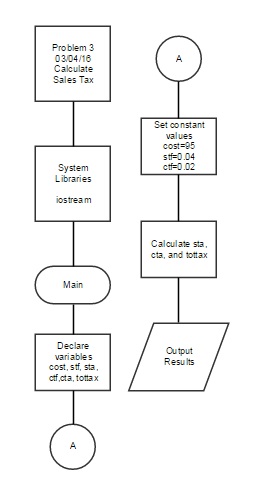 Problem 3
03/04/16
Calculate
Sales Tax
System
Libraries
iostream
Main
Declare
variables
cost, stf, sta,
ctf,cta, tottax
A
A
Set constant
values
cost=95
stf=0.04
ctf=0.02
Calculate sta,
cta, and tottax
Output
Results